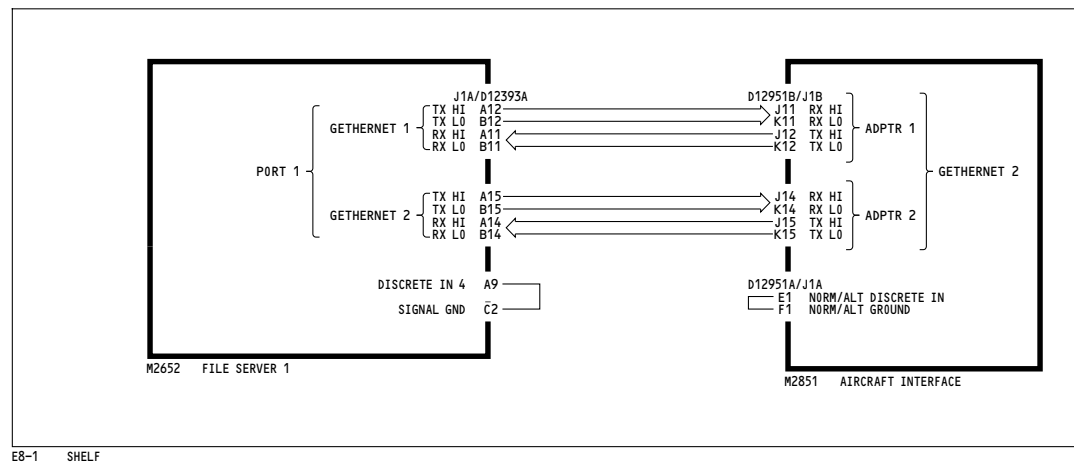 J1A/D12393A D12951B/J1B
TX HI A12 J11 RX HI
TX LO B12 K11 RX LO
GETHERNET 1 ADPTR 1
RX HI A11 J12 TX HI
RX LO B11 K12 TX LO
PORT 1 GETHERNET 2
TX HI A15 J14 RX HI
TX LO B15 K14 RX LO
GETHERNET 2 ADPTR 2
RX HI A14 J15 TX HI
RX LO B14 K15 TX LO
DISCRETE IN 4 A9 D12951A/J1A
E1 NORM/ALT DISCRETE IN
SIGNAL GND C̅2 F1 NORM/ALT GROUND
M2652 FILE SERVER 1
M2851 AIRCRAFT INTERFACE
E8-1 SHELF